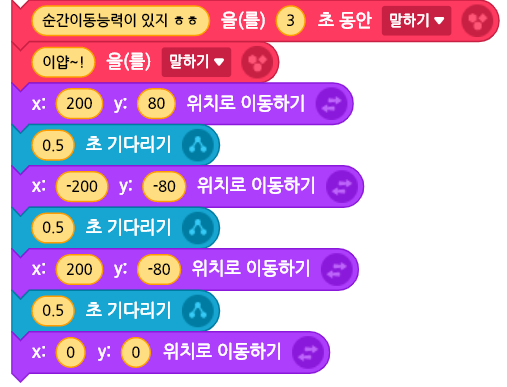 순간이동능력이 있지 ㅎㅎ 을(를) 3 초 동안 말하기 ▼
이얍~! 을(를) 말하기 ▼
x: 200 y: 80 위치로 이동하기
0.5 초 기다리기
x: -200 y: -80 위치로 이동하기
0.5 초 기다리기
x: 200 y: -80 위치로 이동하기
0.5 초 기다리기
x: 0 y: 0 위치로 이동하기